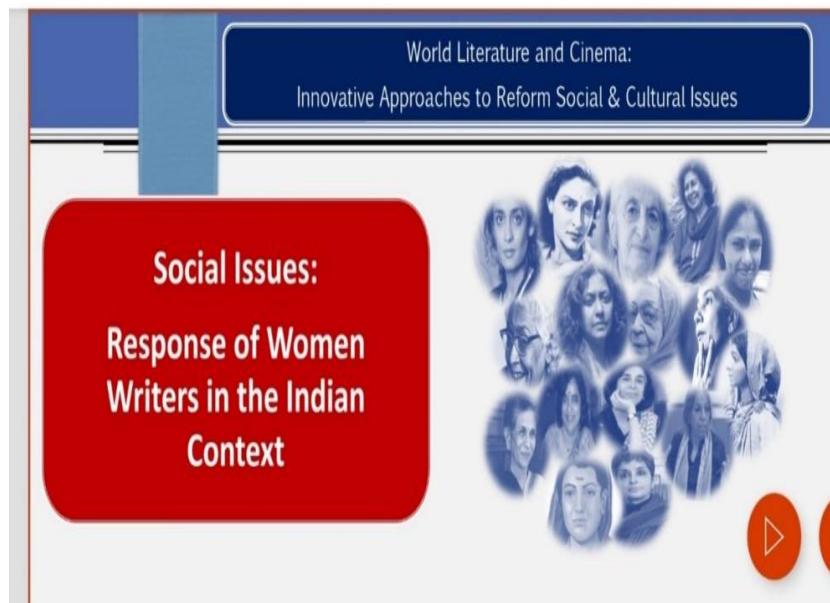 World Literature and Cinema:
Innovative Approaches to Reform Social & Cultural Issues
Social Issues:
Response of Women
Writers in the Indian
Context